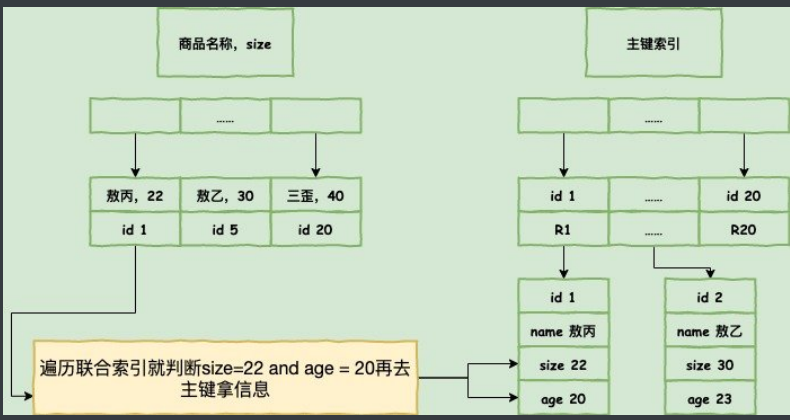 商品名称，size
主键索引
......
......
敖丙，22
敖乙，30
三歪，40
id 1
id 5
id 20
id 1
......
id 20
R1
......
R20
id 1
name 敖丙
size 22
age 20
id 2
name 敖乙
size 30
age 23
遍历联合索引就判断size=22 and age = 20再去
主键拿信息